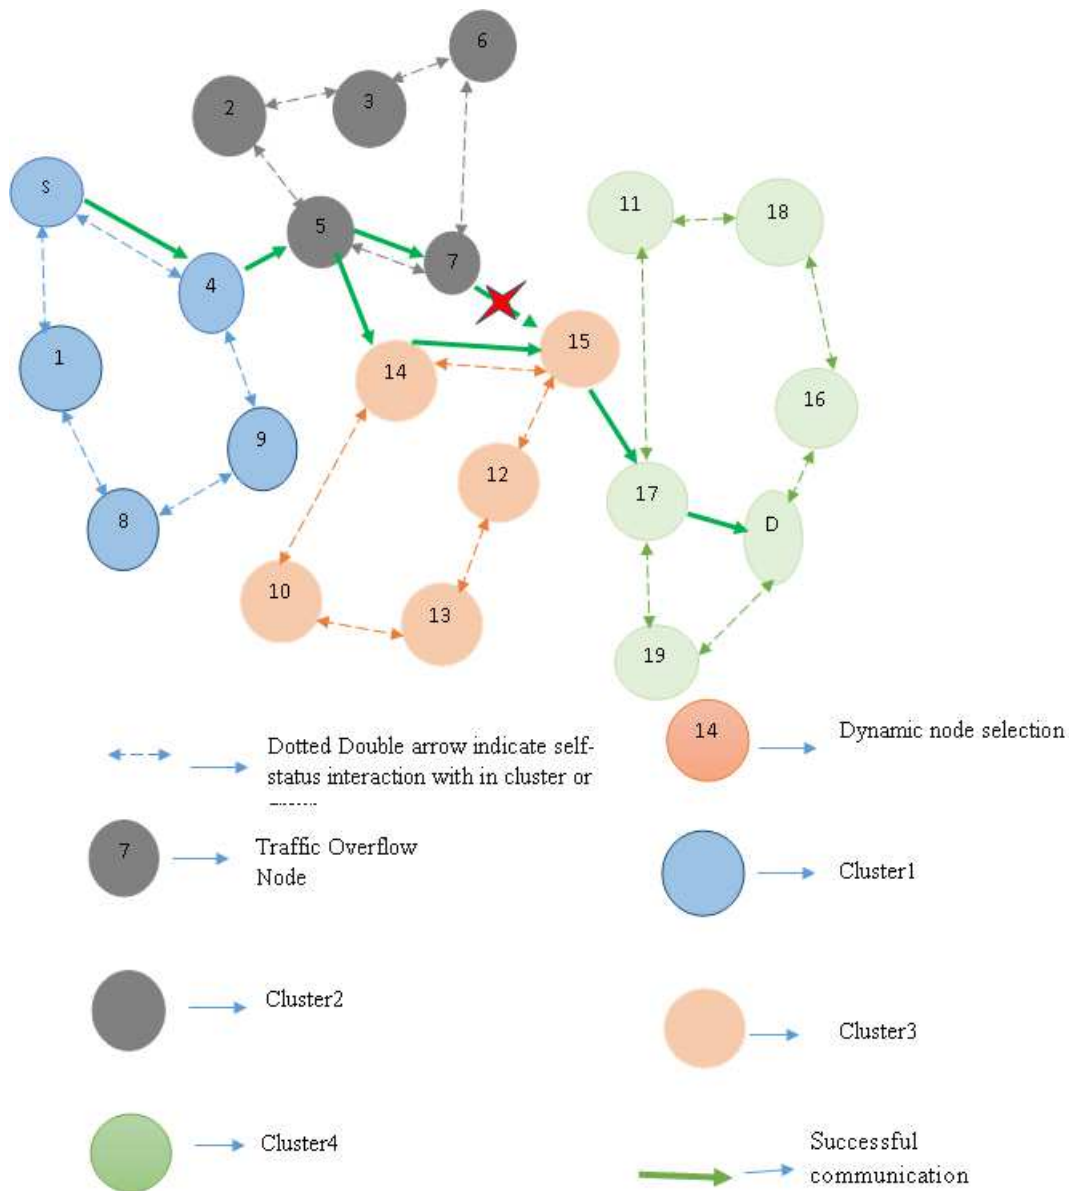 6
2
3
S
5
11
18
4
7
15
1
14
16
9
12
17
8
D
10
13
19
14
Dynamic node selection
Dotted Double arrow indicate self-
status interaction with in cluster or
7
Traffic Overflow
Node
Cluster1
Cluster2
Cluster3
Cluster4
Successful
communication